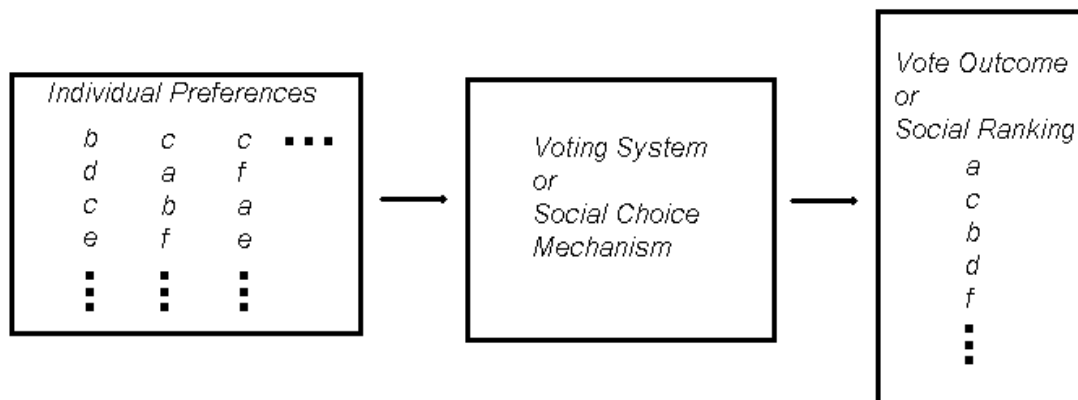 Individual Preferences
b c c ...
d a f
c b a
e f e
Voting System
or
Social Choice
Mechanism
Vote Outcome
or
Social Ranking
a
c
b
d
f